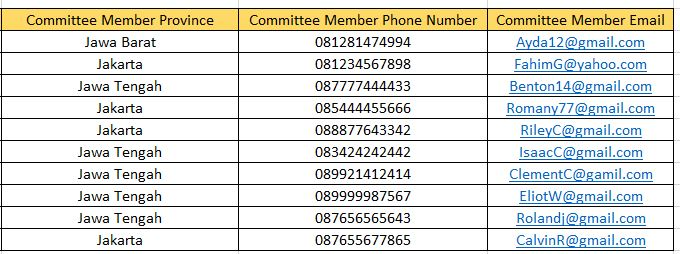 Committee Member Province Committee Member Phone Number Committee Member Email
Jawa Barat 081281474994 Ayda12@gmail.com
Jakarta 081234567898 FahimG@yahoo.com
Jawa Tengah 087777444433 Benton14@gmail.com
Jakarta 085444455666 Romany77@gmail.com
Jakarta 088877643342 RileyC@gmail.com
Jawa Tengah 083424242442 IsaacC@gmail.com
Jawa Tengah 089921412414 ClementC@gamil.com
Jawa Tengah 089999987567 EliotW@gmail.com
Jawa Tengah 087656565643 Rolandj@gmail.com
Jakarta 087655677865 CalvinR@gmail.com